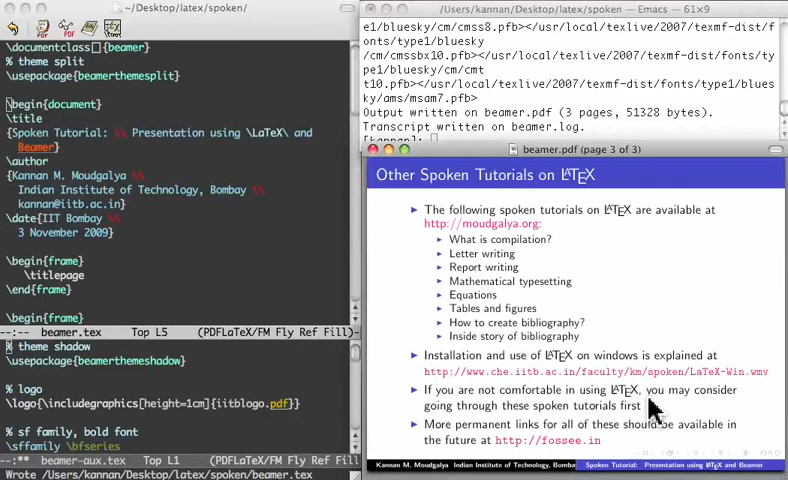 ~/Desktop/latex/spoken/
\documentclass[]{beamer}
% theme split
\usepackage{beamerthemesplit}
\begin{document}
\title
{Spoken Tutorial: \\ Presentation using \LaTeX\ and
Beamer}
\author
{Kannan M. Moudgalya \\
Indian Institute of Technology, Bombay \\
kannan@iitb.ac.in}
\date{IIT Bombay \\
3 November 2009}
\begin{frame}
\titlepage
\end{frame}
\begin{frame}
--:-- beamer.tex Top L5 (PDFLaTeX/FM Fly Ref Fill)--
% theme shadow
\usepackage{beamerthemeshadow}
% logo
\logo{\includegraphics[height=1cm]{iitblogo.pdf}}
% sf family, bold font
\sffamily \bfseries
--:** beamer-aux.tex Top L1 (PDFLaTeX/FM Fly Ref Fill)
Wrote /Users/kannan/Desktop/latex/spoken/beamer.tex
/Users/kannan/Desktop/latex/spoken — Emacs — 61×9
e1/bluesky/cm/cmss8.pfb></usr/local/texlive/2007/texmf-dist/f
onts/type1/bluesky
/cm/cmssbx10.pfb></usr/local/texlive/2007/texmf-dist/fonts/ty
pe1/bluesky/cm/cmt
t10.pfb></usr/local/texlive/2007/texmf-dist/fonts/type1/blues
ky/ams/msam7.pfb>
Output written on beamer.pdf (3 pages, 51328 bytes).
Transcript written on beamer.log.
[kannan]
beamer.pdf (page 3 of 3)
Other Spoken Tutorials on LATEX
The following spoken tutorials on LATEX are available at
http://moudgalya.org:
What is compilation?
Letter writing
Report writing
Mathematical typesetting
Equations
Tables and figures
How to create bibliography?
Inside story of bibliography
Installation and use of LATEX on windows is explained at
http://www.che.iitb.ac.in/faculty/km/spoken/LaTeX-Win.wmv
If you are not comfortable in using LATEX, you may consider
going through these spoken tutorials first
More permanent links for all of these should be available in
the future at http://fossee.in
Kannan M. Moudgalya Indian Institute of Technology, Bomba Spoken Tutorial: Presentation using LATEX and Beamer